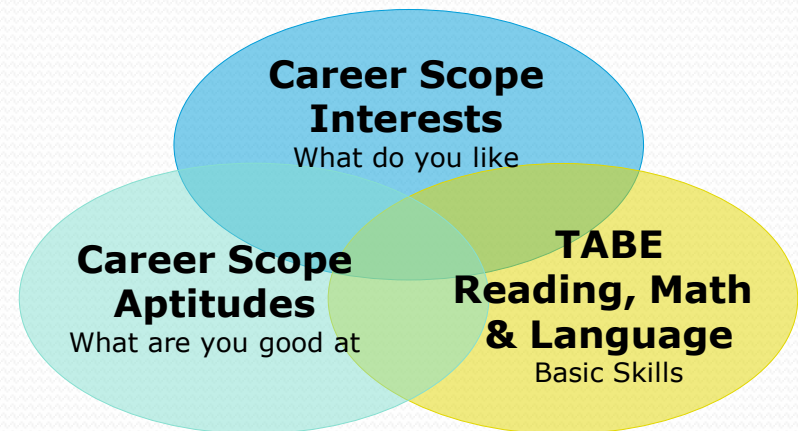 Career Scope
Interests
What do you like
Career Scope
Aptitudes
What are you good at
TABE
Reading, Math
& Language
Basic Skills